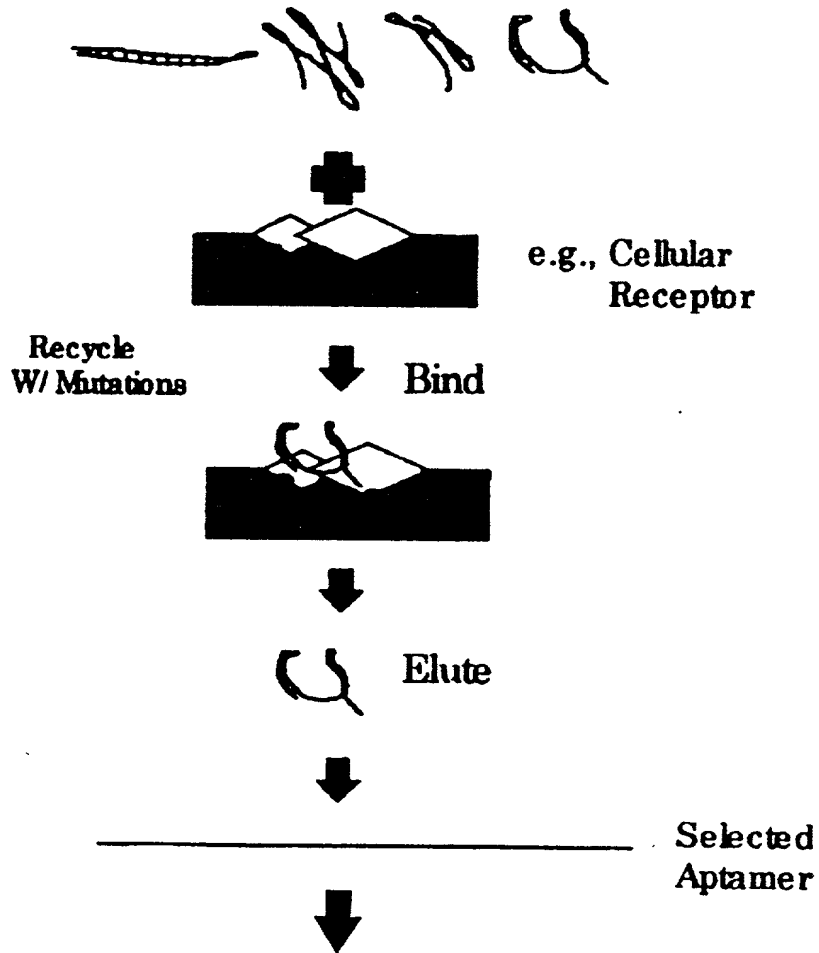 e.g., Cellular
Receptor
Recycle
W/ Mutations
Bind
Elute
Selected
Aptamer